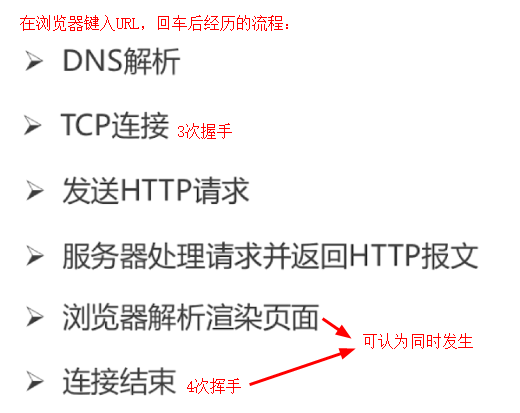 在浏览器键入URL，回车后经历的流程：
➢ DNS解析
➢ TCP连接 3次握手
➢ 发送HTTP请求
➢ 服务器处理请求并返回HTTP报文
➢ 浏览器解析渲染页面
可认为同时发生
➢ 连接结束 4次挥手